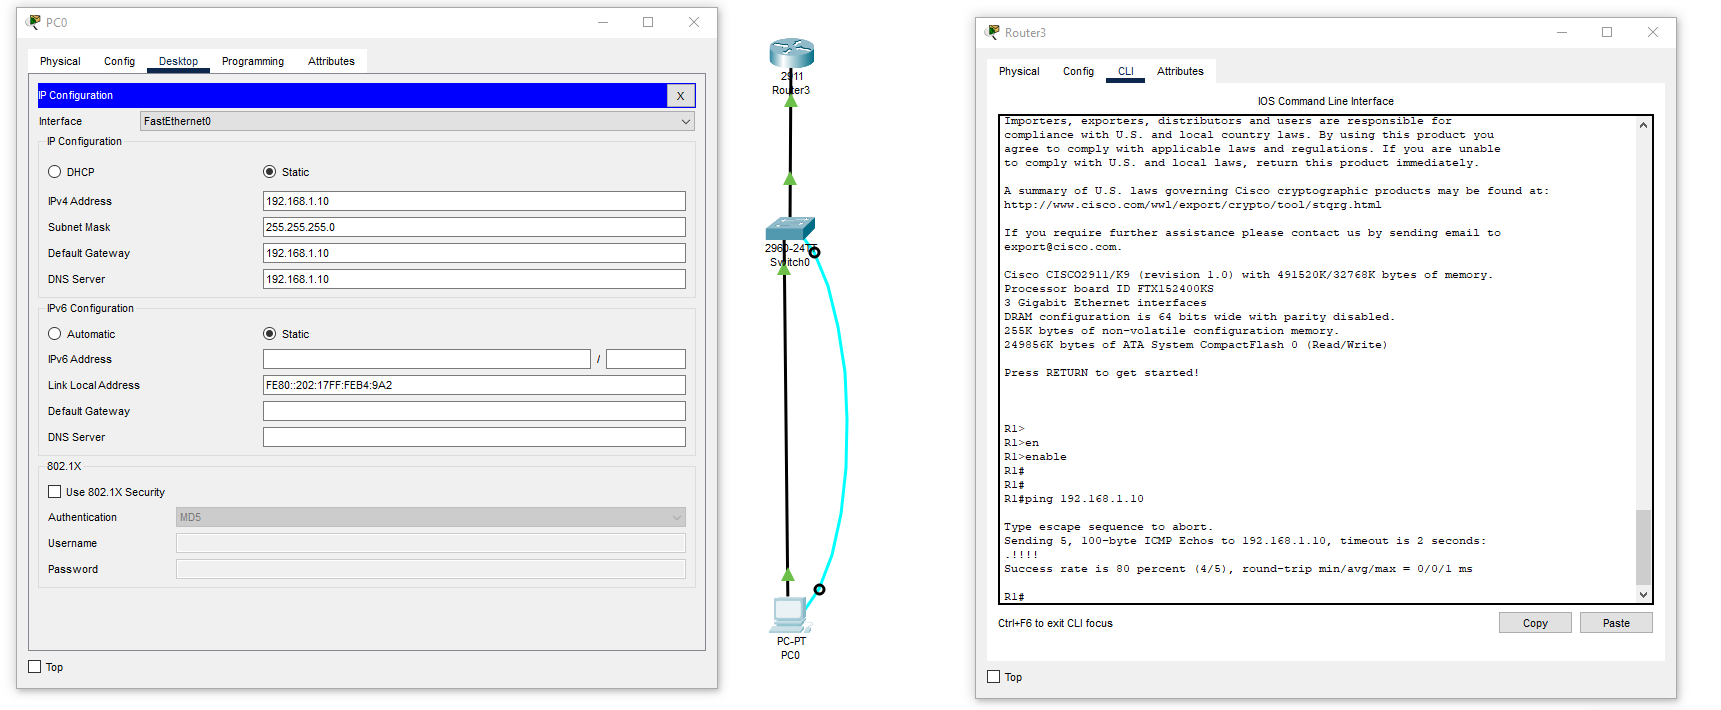 PC0
Physical Config Desktop Programming Attributes
IP Configuration X
Interface FastEthernet0
IP Configuration
DHCP Static
IPv4 Address 192.168.1.10
Subnet Mask 255.255.255.0
Default Gateway 192.168.1.10
DNS Server 192.168.1.10
IPv6 Configuration
Automatic Static
IPv6 Address /
Link Local Address FE80::202:17FF:FEB4:9A2
Default Gateway
DNS Server
802.1X
Use 802.1X Security
Authentication MD5
Username
Password
Top
2911
Router3
2960-24TT
Switch0
PC-PT
PC0
Router3
Physical Config CLI Attributes
IOS Command Line Interface
Importers, exporters, distributors and users are responsible for
compliance with U.S. and local country laws. By using this product you
agree to comply with applicable laws and regulations. If you are unable
to comply with U.S. and local laws, return this product immediately.
A summary of U.S. laws governing Cisco cryptographic products may be found at:
http://www.cisco.com/wwl/export/crypto/tool/stqrg.html
If you require further assistance please contact us by sending email to
export@cisco.com.
Cisco CISCO2911/K9 (revision 1.0) with 491520K/32768K bytes of memory.
Processor board ID FTX152400KS
3 Gigabit Ethernet interfaces
DRAM configuration is 64 bits wide with parity disabled.
255K bytes of non-volatile configuration memory.
249856K bytes of ATA System CompactFlash 0 (Read/Write)
Press RETURN to get started!
R1>
R1>en
R1>enable
R1#
R1#
R1#ping 192.168.1.10
Type escape sequence to abort.
Sending 5, 100-byte ICMP Echos to 192.168.1.10, timeout is 2 seconds:
.!!!!
Success rate is 80 percent (4/5), round-trip min/avg/max = 0/0/1 ms
R1#
Ctrl+F6 to exit CLI focus Copy Paste
Top